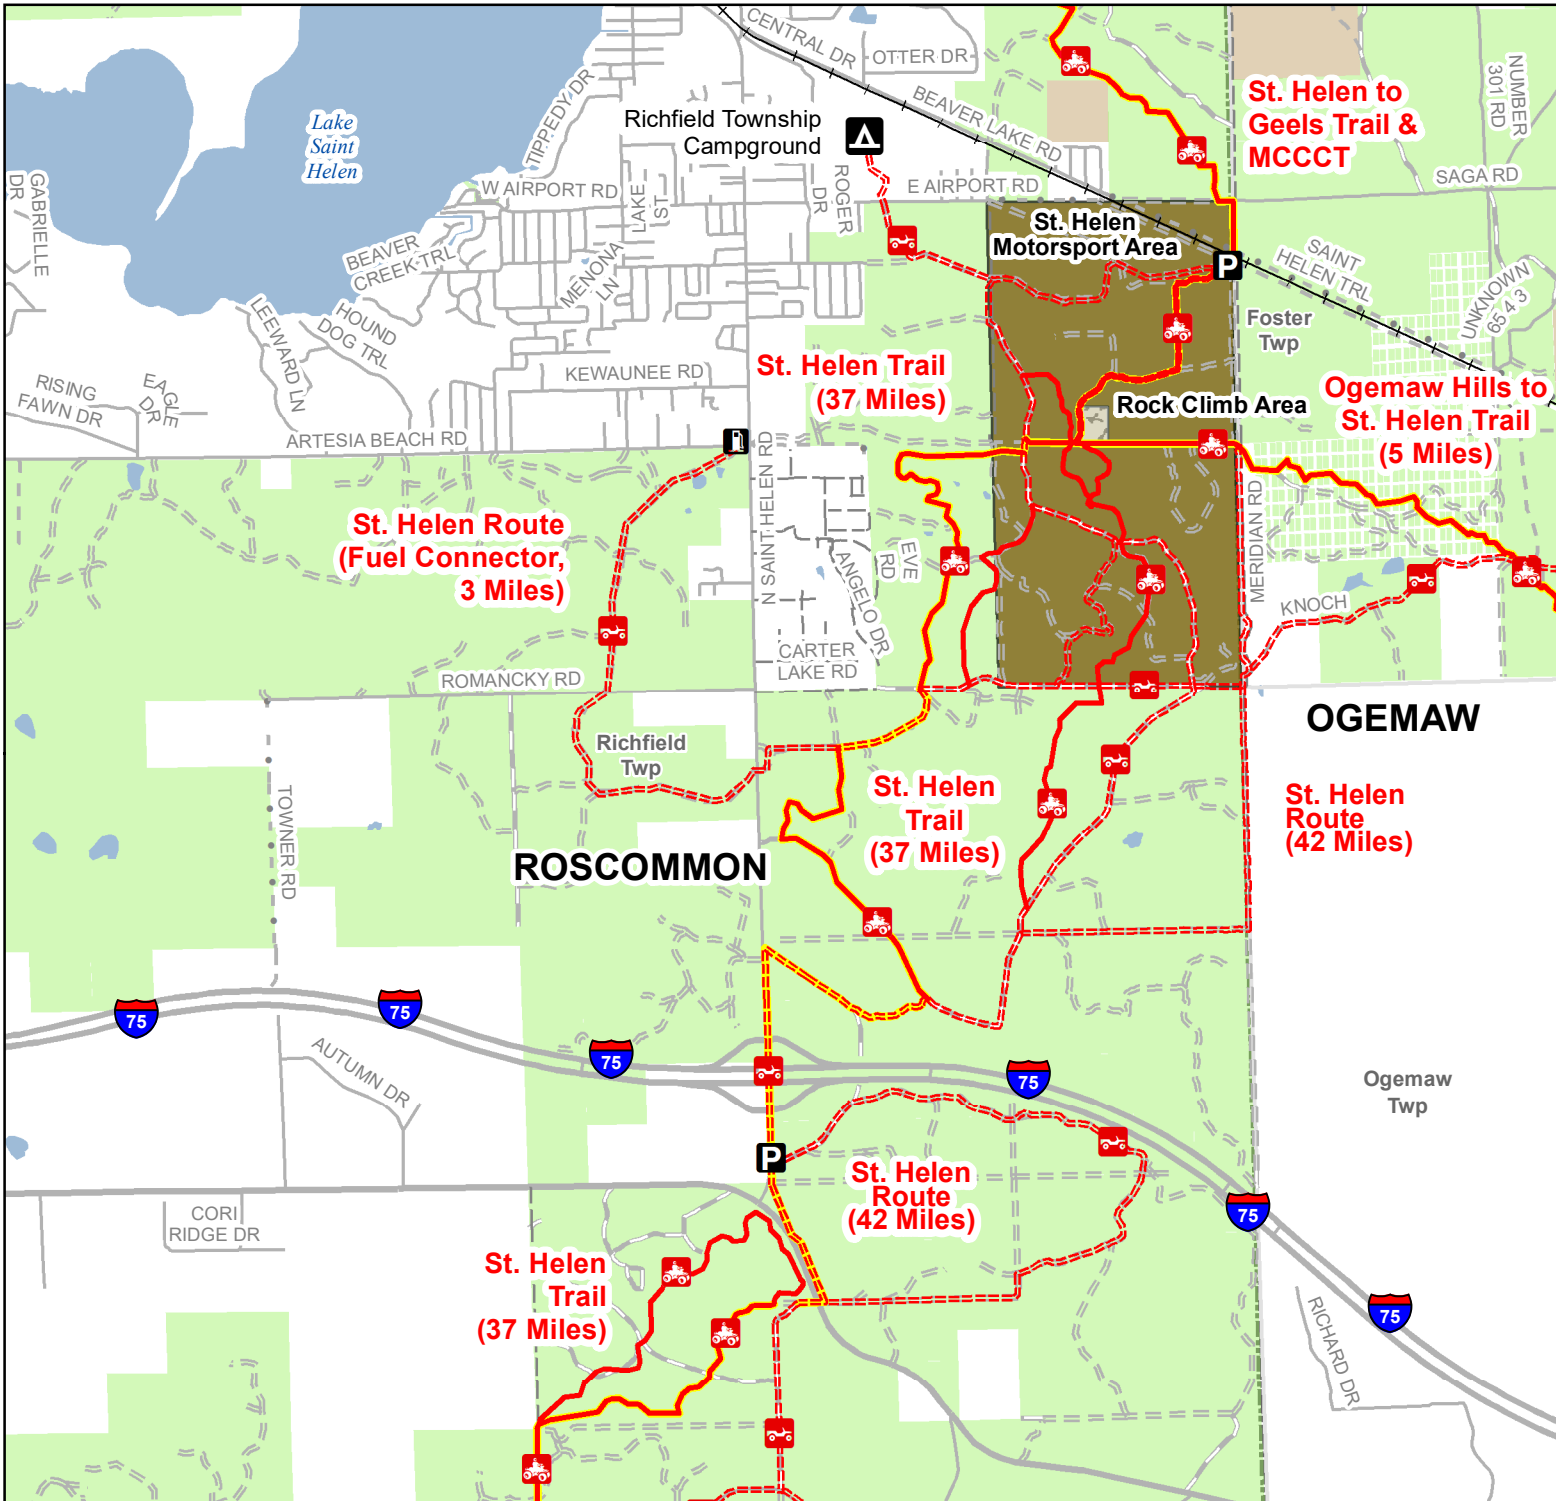 CENTRAL DR
OTTER DR
BEAVER LAKE RD
TIPPEDY DR
Lake
Saint
Helen
Richfield Township
Campground
St. Helen to
Geels Trail &
MCCCT
NUMBER
301 RD
SAGA RD
GABRIELLE
DR
W AIRPORT RD
LAKE
ST
ROGER
DR
E AIRPORT RD
St. Helen
Motorsport Area
P
SAINT
HELEN TRL
BEAVER
CREEK TRL
MENONA
LN
UNKNOWN
65 4 3
Foster
Twp
LEEWARD LN
HOUND
DOG TRL
KEWAUNEE RD
St. Helen Trail
(37 Miles)
RISING
FAWN DR
EAGLE
DR
Rock Climb Area
Ogemaw Hills to
St. Helen Trail
(5 Miles)
ARTESIA BEACH RD
N SAINT HELEN RD
MERIDIAN RD
St. Helen Route
(Fuel Connector,
3 Miles)
EVE
RD
ANGELO DR
KNOCH
CARTER
LAKE RD
ROMANCKY RD
OGEMAW
Richfield
Twp
St. Helen
Trail
(37 Miles)
St. Helen
Route
(42 Miles)
TOWNER RD
ROSCOMMON
75
75
75
75
AUTUMN DR
Ogemaw
Twp
P
St. Helen
Route
(42 Miles)
75
CORI
RIDGE DR
St. Helen
Trail
(37 Miles)
75
RICHARD DR